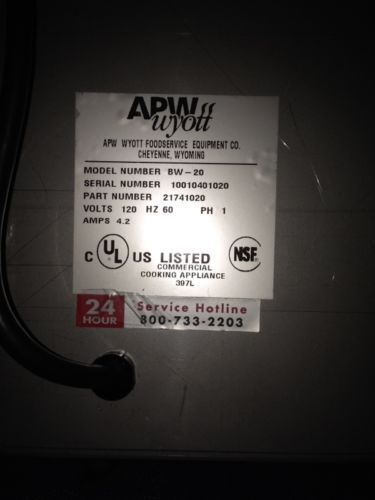 APW
wyott
APW WYOTT FOODSERVICE EQUIPMENT CO.
CHEYENNE, WYOMING
MODEL NUMBER BW-20
SERIAL NUMBER 10010401020
PART NUMBER 21741020
VOLTS 120 HZ 60 PH 1
AMPS 4.2
C UL US LISTED NSF
COMMERCIAL
COOKING APPLIANCE
397L
24 HOUR Service Hotline
800-733-2203